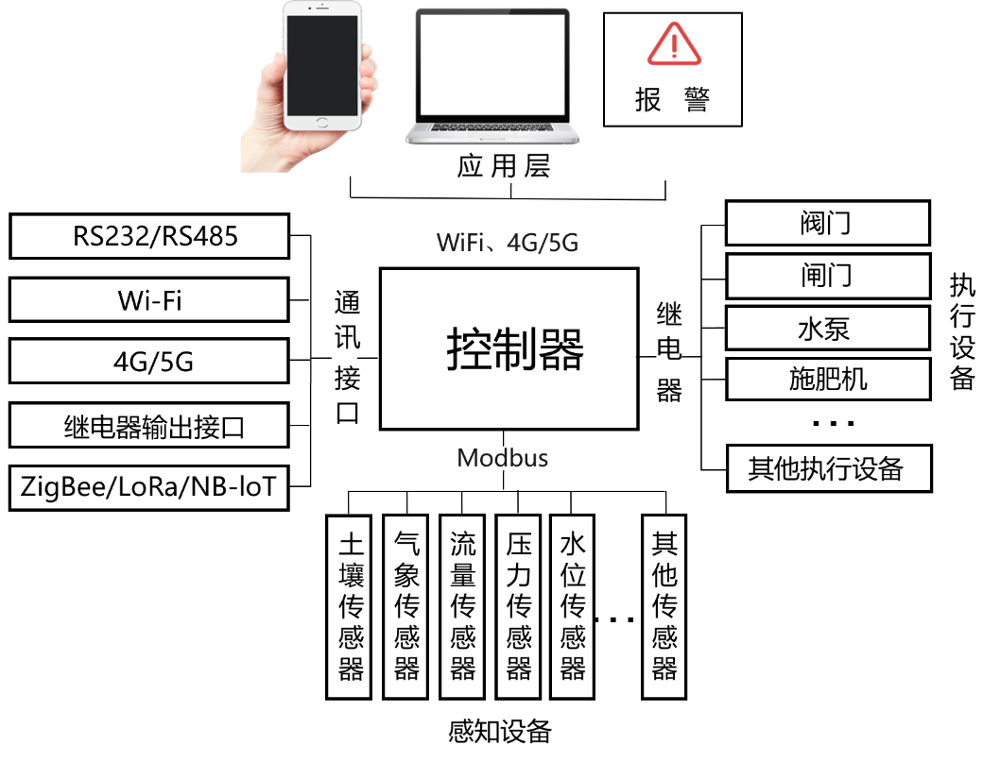 报 警
应用层
WiFi、4G/5G
RS232/RS485
Wi-Fi
4G/5G
继电器输出接口
ZigBee/LoRa/NB-loT
通讯接口
控制器
继电器
阀门
闸门
水泵
施肥机
...
其他执行设备
执行设备
Modbus
土壤传感器
气象传感器
流量传感器
压力传感器
水位传感器
...
其他传感器
感知设备